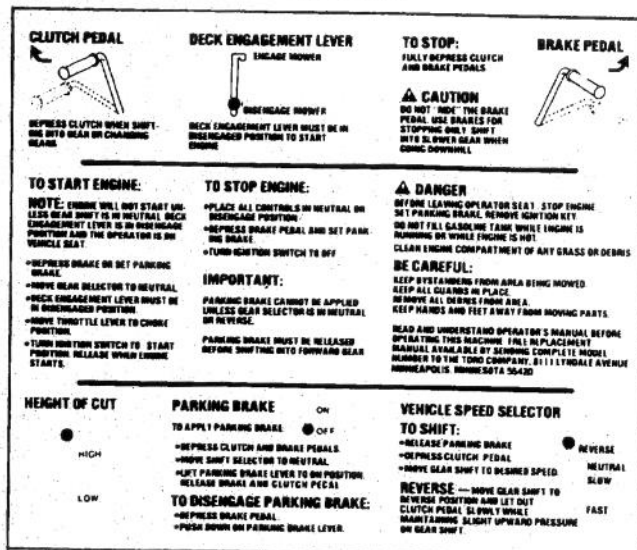 CLUTCH PEDAL
DEPRESS CLUTCH WHEN SHIFT-
ING INTO GEAR OR CHANGING
GEARS
DECK ENGAGEMENT LEVER
ENGAGE MOWER
DISENGAGE MOWER
DECK ENGAGEMENT LEVER MUST BE IN
DISENGAGED POSITION TO START
ENGINE
TO STOP:
FULLY DEPRESS CLUTCH
AND BRAKE PEDALS
⚠ CAUTION
DO NOT "RIDE" THE BRAKE
PEDAL. USE BRAKES FOR
STOPPING ONLY SHIFT
INTO SLOWER GEAR WHEN
GOING DOWNHILL
BRAKE PEDAL
TO START ENGINE:
NOTE: ENGINE WILL NOT START UN-
LESS GEAR SHIFT IS IN NEUTRAL DECK
ENGAGEMENT LEVER IS IN DISENGAGE
POSITION AND THE OPERATOR IS ON
VEHICLE SEAT.
•DEPRESS BRAKE OR SET PARKING
BRAKE.
•MOVE GEAR SELECTOR TO NEUTRAL
•DECK ENGAGEMENT LEVER MUST BE
IN DISENGAGED POSITION.
•MOVE THROTTLE LEVER TO CHOKE
POSITION.
•TURN IGNITION SWITCH TO START
POSITION. RELEASE WHEN ENGINE
STARTS.
TO STOP ENGINE:
•PLACE ALL CONTROLS IN NEUTRAL OR
DISENGAGE POSITION
•DEPRESS BRAKE PEDAL AND SET PARK-
ING BRAKE.
•TURN IGNITION SWITCH TO OFF
IMPORTANT:
PARKING BRAKE CANNOT BE APPLIED
UNLESS GEAR SELECTOR IS IN NEUTRAL
OR REVERSE.
PARKING BRAKE MUST BE RELEASED
BEFORE SHIFTING INTO FORWARD GEAR
⚠ DANGER
BEFORE LEAVING OPERATOR SEAT. STOP ENGINE
SET PARKING BRAKE, REMOVE IGNITION KEY.
DO NOT FILL GASOLINE TANK WHILE ENGINE IS
RUNNING OR WHILE ENGINE IS HOT.
CLEAN ENGINE COMPARTMENT OF ANY GRASS OR DEBRIS
BE CAREFUL:
KEEP BYSTANDERS FROM AREA BEING MOWED.
KEEP ALL GUARDS IN PLACE.
REMOVE ALL DEBRIS FROM AREA.
KEEP HANDS AND FEET AWAY FROM MOVING PARTS.
READ AND UNDERSTAND OPERATOR'S MANUAL BEFORE
OPERATING THIS MACHINE FREE REPLACEMENT
MANUAL AVAILABLE BY SENDING COMPLETE MODEL
NUMBER TO THE TORO COMPANY, 8111 LYNDALE AVENUE
MINNEAPOLIS, MINNESOTA 55420
HEIGHT OF CUT
HIGH
LOW
PARKING BRAKE
ON
TO APPLY PARKING BRAKE
OFF
•DEPRESS CLUTCH AND BRAKE PEDALS
•MOVE SHIFT SELECTOR TO NEUTRAL
•LIFT PARKING BRAKE LEVER TO ON POSITION.
RELEASE BRAKE AND CLUTCH PEDAL
TO DISENGAGE PARKING BRAKE:
•DEPRESS BRAKE PEDAL
•PUSH DOWN ON PARKING BRAKE LEVER.
VEHICLE SPEED SELECTOR
TO SHIFT:
•RELEASE PARKING BRAKE
•DEPRESS CLUTCH PEDAL
•MOVE GEAR SHIFT TO DESIRED SPEED.
REVERSE — MOVE GEAR SHIFT TO
REVERSE POSITION AND LET OUT
CLUTCH PEDAL SLOWLY WHILE
MAINTAINING SLIGHT UPWARD PRESSURE
ON GEAR SHIFT.
REVERSE
NEUTRAL
SLOW
FAST